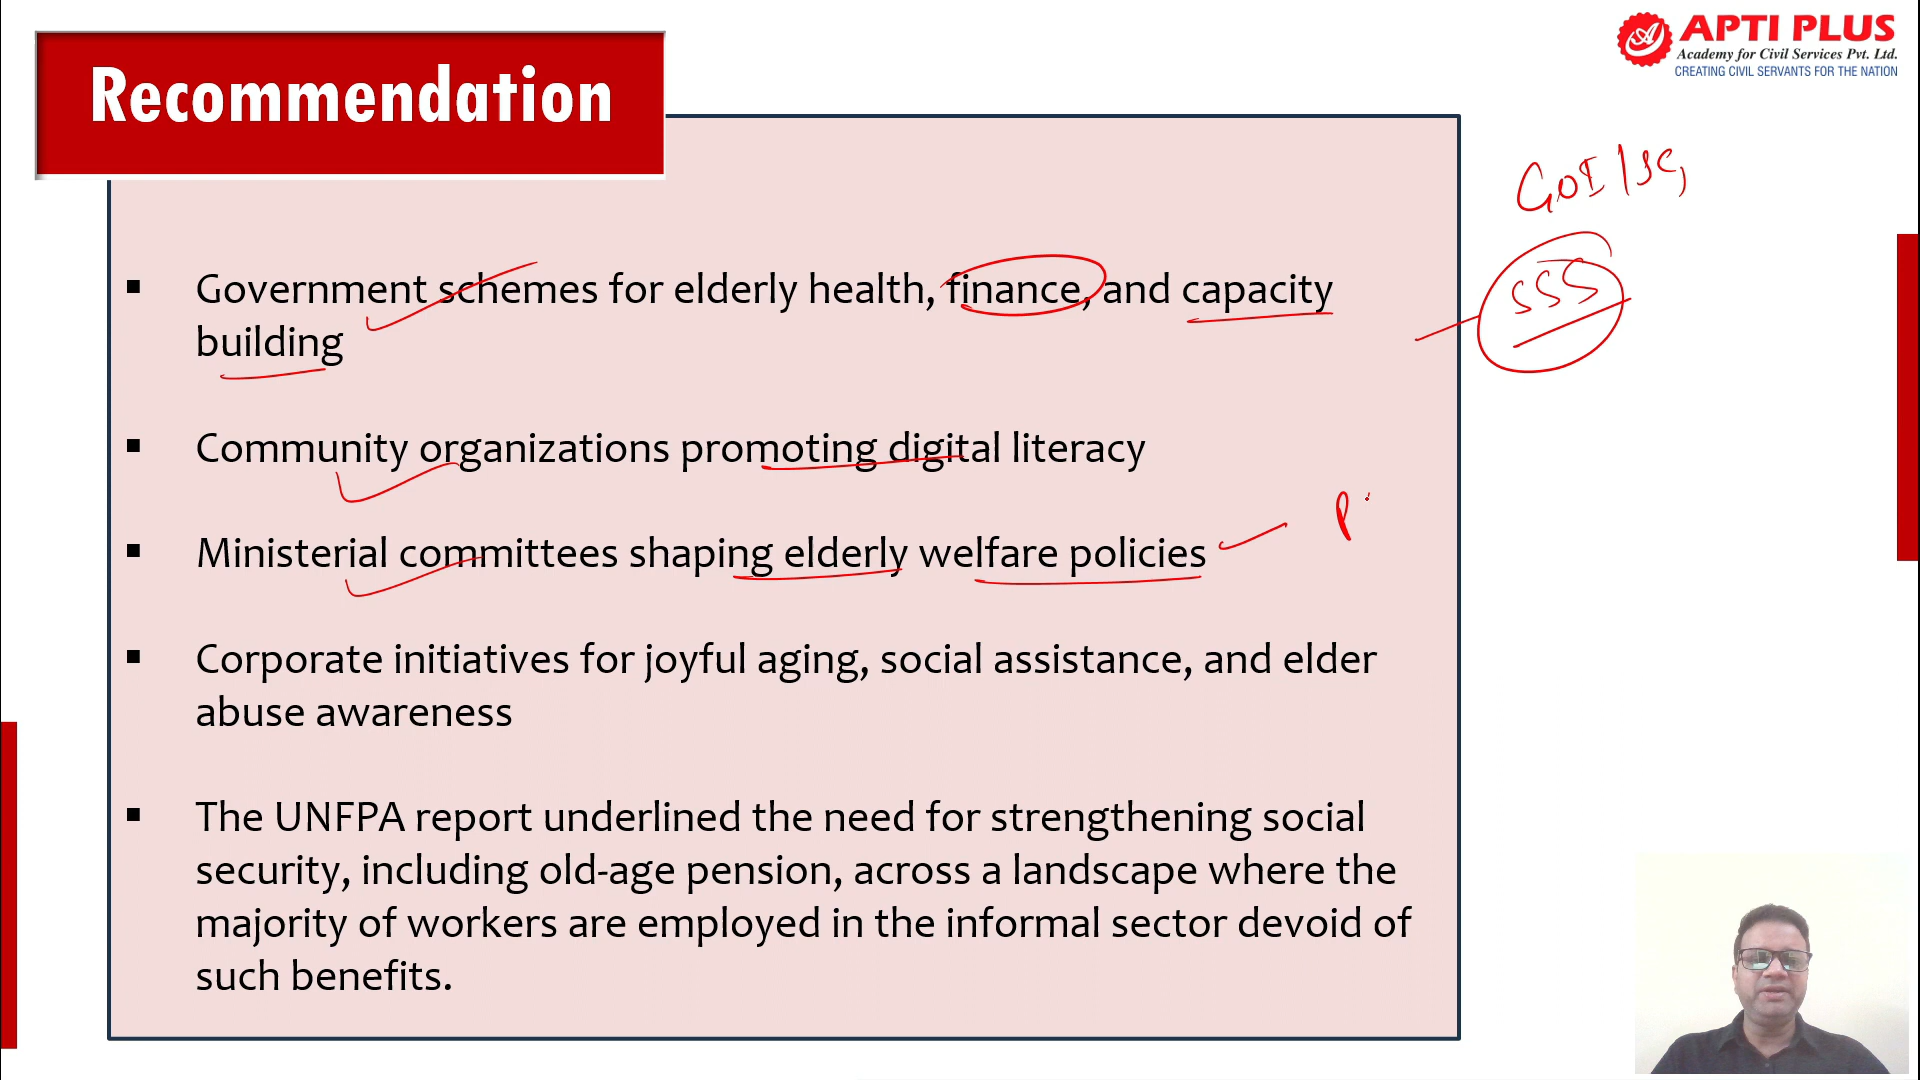 APTI PLUS
Academy for Civil Services Pvt. Ltd.
CREATING CIVIL SERVANTS FOR THE NATION
Recommendation
GOI / SC,
SSS
▪ Government schemes for elderly health, finance, and capacity
building
▪ Community organizations promoting digital literacy
▪ Ministerial committees shaping elderly welfare policies
▪ Corporate initiatives for joyful aging, social assistance, and elder
abuse awareness
▪ The UNFPA report underlined the need for strengthening social
security, including old-age pension, across a landscape where the
majority of workers are employed in the informal sector devoid of
such benefits.